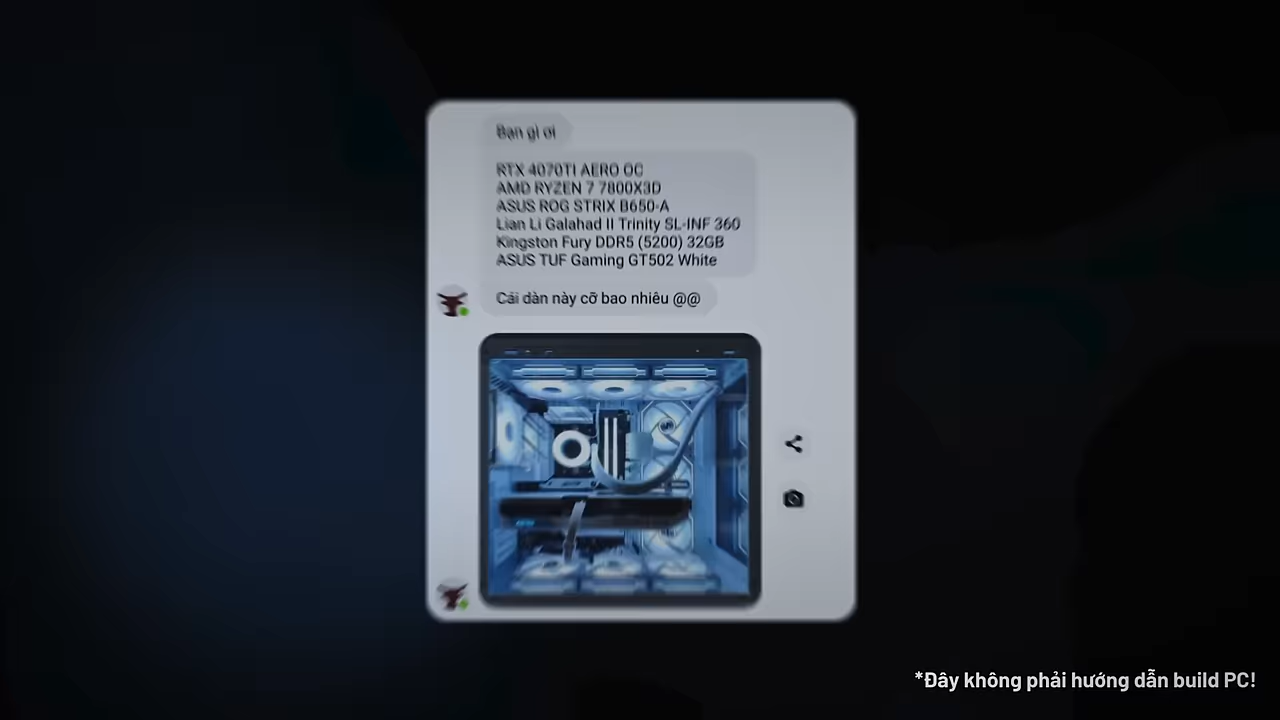 Bạn gì ơi
RTX 4070TI AERO OC
AMD RYZEN 7 7800X3D
ASUS ROG STRIX B650-A
Lian Li Galahad II Trinity SL-INF 360
Kingston Fury DDR5 (5200) 32GB
ASUS TUF Gaming GT502 White
Cái dàn này cỡ bao nhiêu @@
*Đây không phải hướng dẫn build PC!